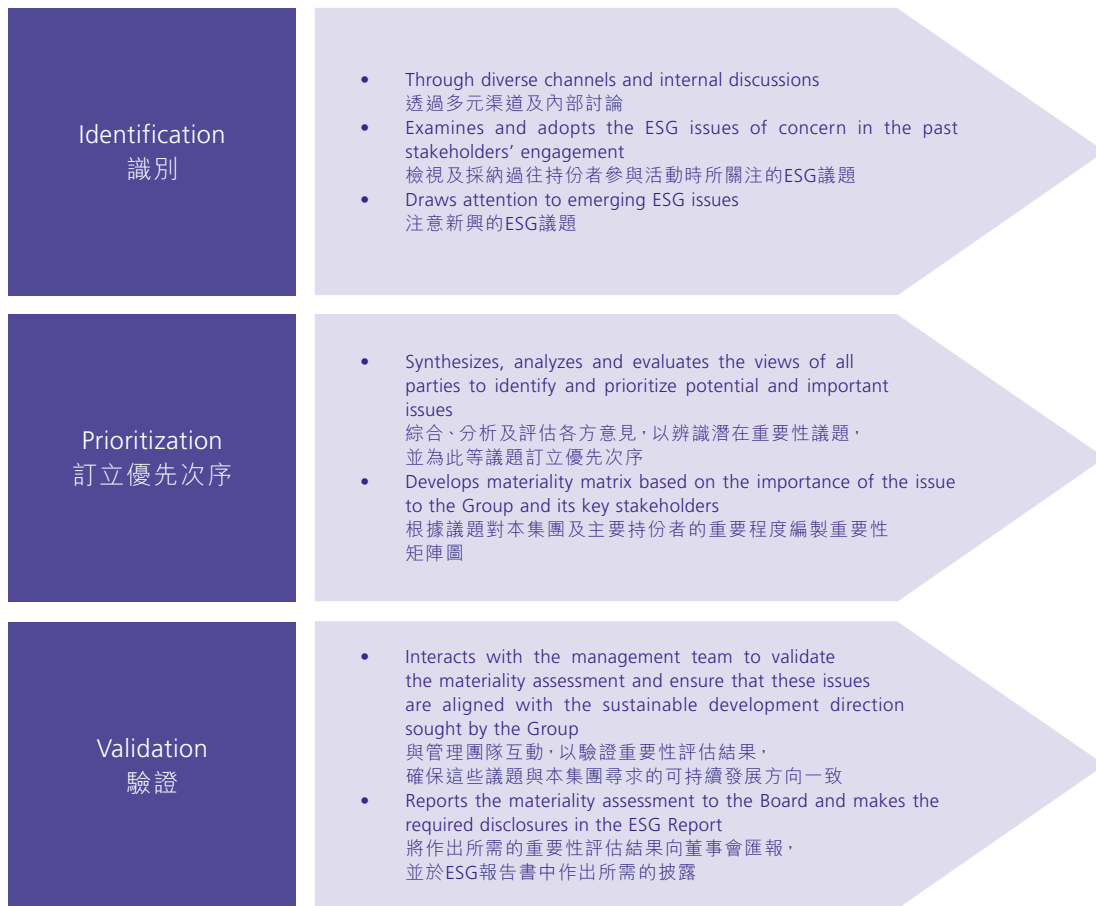 Identification
識別
• Through diverse channels and internal discussions
透過多元渠道及內部討論
• Examines and adopts the ESG issues of concern in the past
stakeholders’ engagement
檢視及採納過往持份者參與活動時所關注的ESG議題
• Draws attention to emerging ESG issues
注意新興的ESG議題
Prioritization
訂立優先次序
• Synthesizes, analyzes and evaluates the views of all
parties to identify and prioritize potential and important
issues
綜合、分析及評估各方意見，以辨識潛在重要性議題，
並為此等議題訂立優先次序
• Develops materiality matrix based on the importance of the issue
to the Group and its key stakeholders
根據議題對本集團及主要持份者的重要程度編製重要性
矩陣圖
Validation
驗證
• Interacts with the management team to validate
the materiality assessment and ensure that these issues
are aligned with the sustainable development direction
sought by the Group
與管理團隊互動，以驗證重要性評估結果，
確保這些議題與本集團尋求的可持續發展方向一致
• Reports the materiality assessment to the Board and makes the
required disclosures in the ESG Report
將作出所需的重要性評估結果向董事會匯報，
並於ESG報告書中作出所需的披露